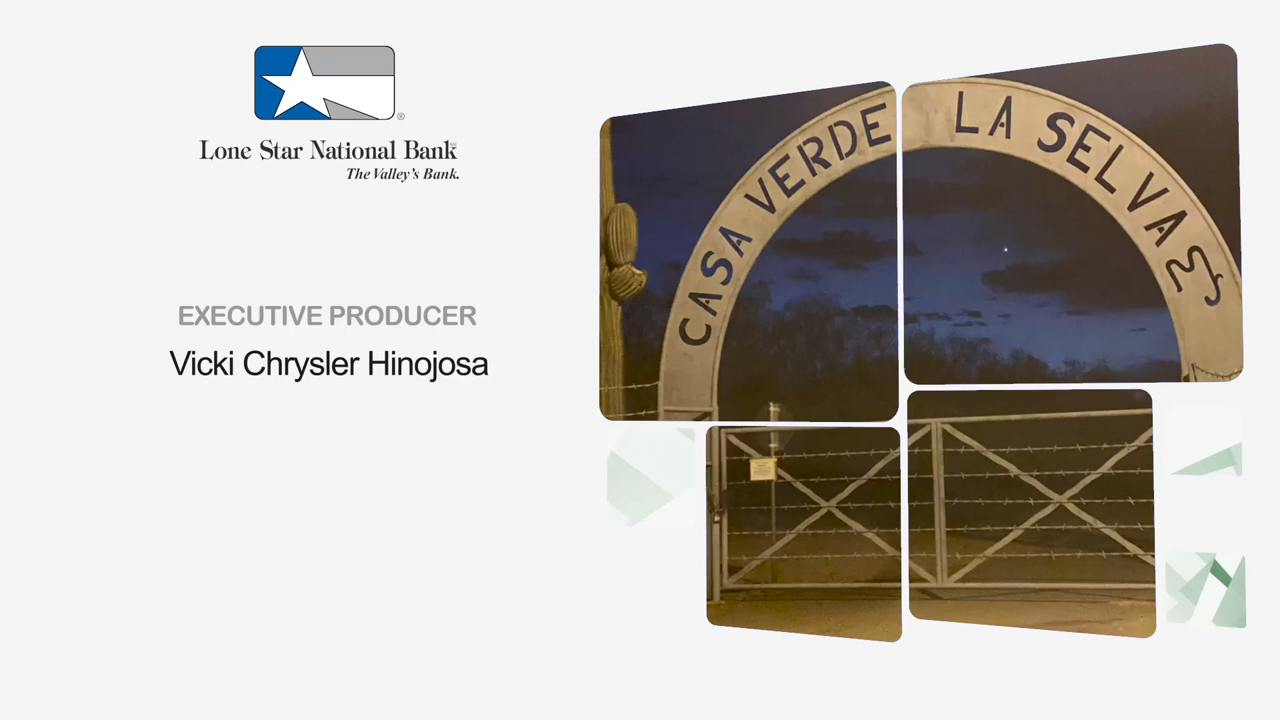 ®
Lone Star National Bank
The Valley's Bank.
EXECUTIVE PRODUCER
Vicki Chrysler Hinojosa
CASA VERDE LA SELVA